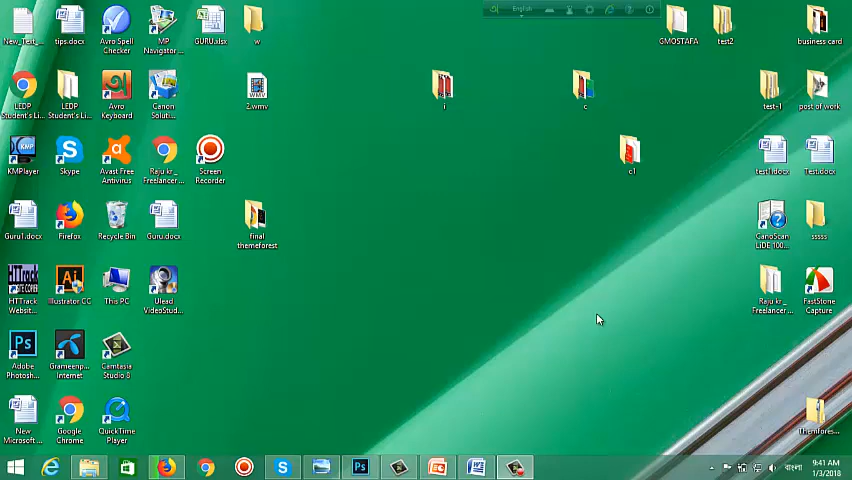 English
New_Text_...
tips.docx
Avro Spell
Checker
MP
Navigator ...
GURU.xlsx
w
GMOSTAFA
test2
business card
LEDP
Student's Li...
LEDP
Student's Li...
Avro
Keyboard
Canon
Soluti...
2.wmv
i
c
test-1
post of work
KMPlayer
Skype
Avast Free
Antivirus
Raju kr_
Freelancer ...
Screen
Recorder
c1
test1.docx
Test.docx
Guru1.docx
Firefox
Recycle Bin
Guru.docx
final
themeforest
CanoScan
LiDE 100...
sssss
HTTrack
Website...
Illustrator CC
This PC
Ulead
VideoStud...
Raju kr_
Freelancer ...
FastStone
Capture
Adobe
Photosh...
Grameenp...
Internet
Camtasia
Studio 8
New
Microsoft ...
Google
Chrome
QuickTime
Player
Themfores...
বাংলা
9:41 AM
1/3/2018